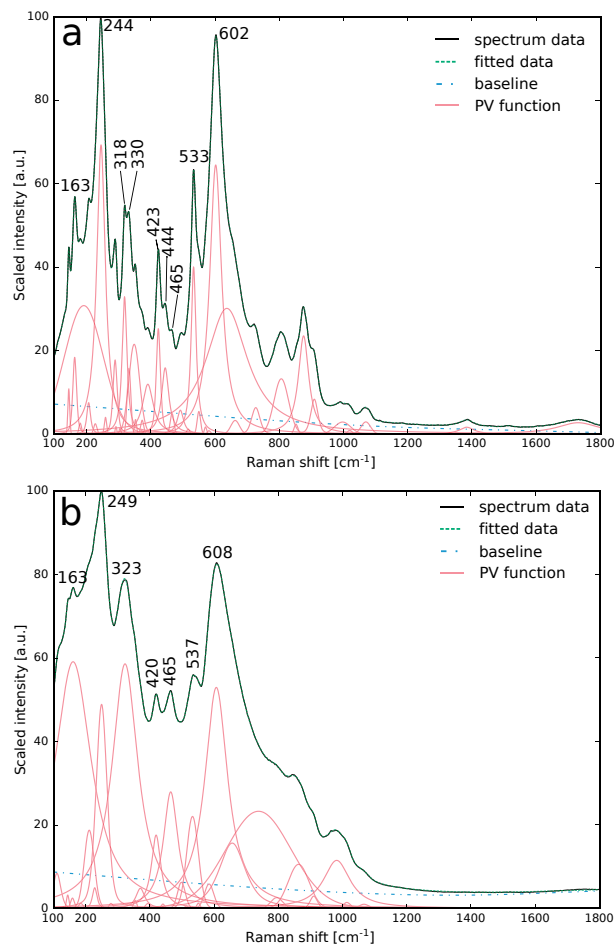 a
244
602
163
318
330
423
444
465
533
spectrum data
fitted data
baseline
PV function
Scaled intensity [a.u.]
100
80
60
40
20
0
200 400 600 800 1000 1200 1400 1600 1800
100
Raman shift [cm-1]
b
249
608
163
323
420
465
537
spectrum data
fitted data
baseline
PV function
Scaled intensity [a.u.]
100
80
60
40
20
0
200 400 600 800 1000 1200 1400 1600 1800
100
Raman shift [cm-1]